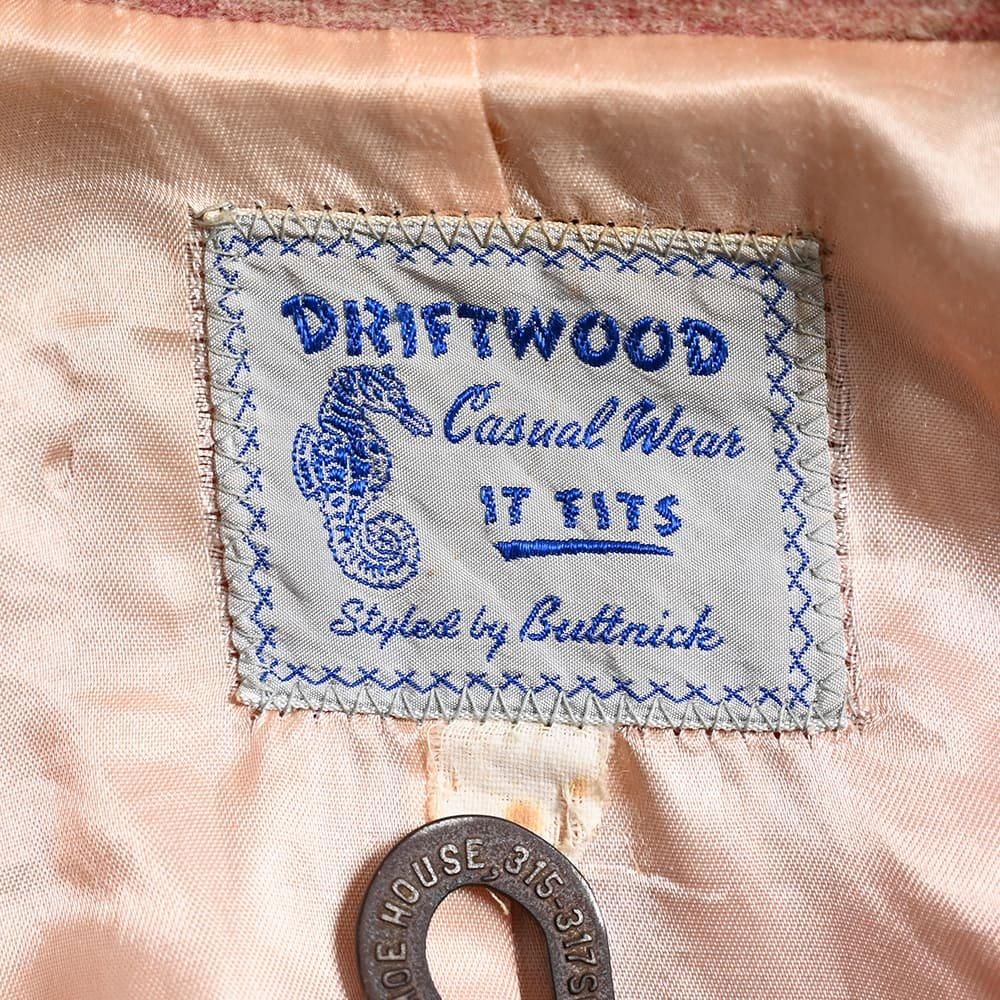 DRIFTWOOD
Casual Wear
IT FITS
Styled by Buttnick
HOUSE, 315-317